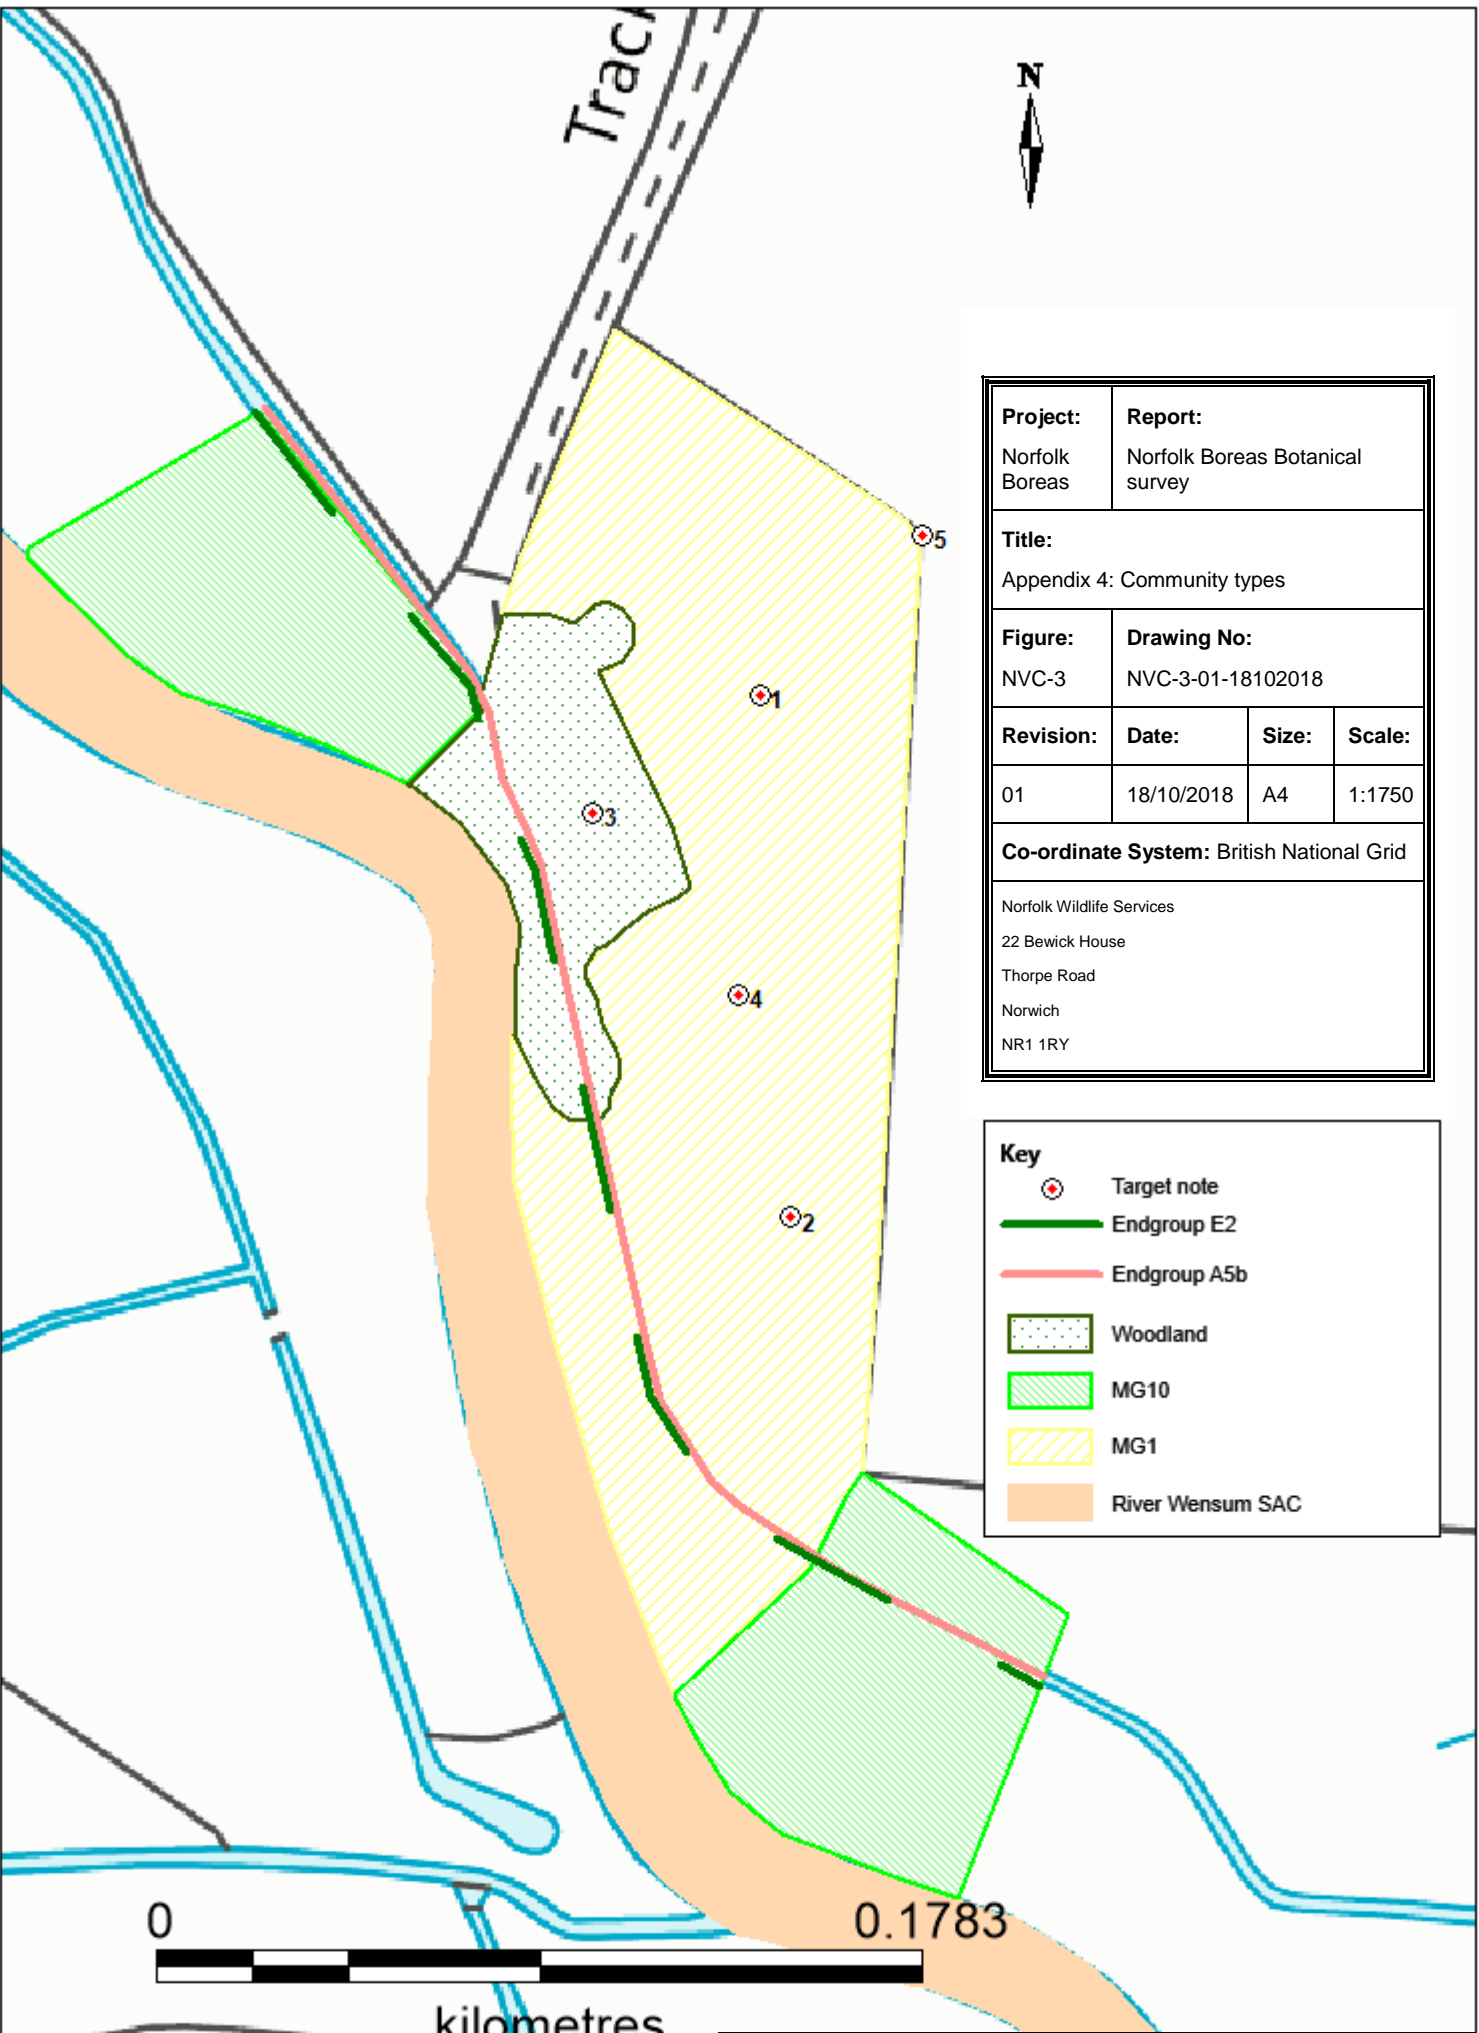 Track
N
Project:
Report:
Norfolk
Boreas
Norfolk Boreas Botanical
survey
Title:
Appendix 4: Community types
Figure:
Drawing No:
NVC-3
NVC-3-01-18102018
Revision:
Date:
Size:
Scale:
01
18/10/2018
A4
1:1750
Co-ordinate System: British National Grid
Norfolk Wildlife Services
22 Bewick House
Thorpe Road
Norwich
NR1 1RY
5
1
3
4
2
Key
Target note
Endgroup E2
Endgroup A5b
Woodland
MG10
MG1
River Wensum SAC
0
0.1783
kilometres